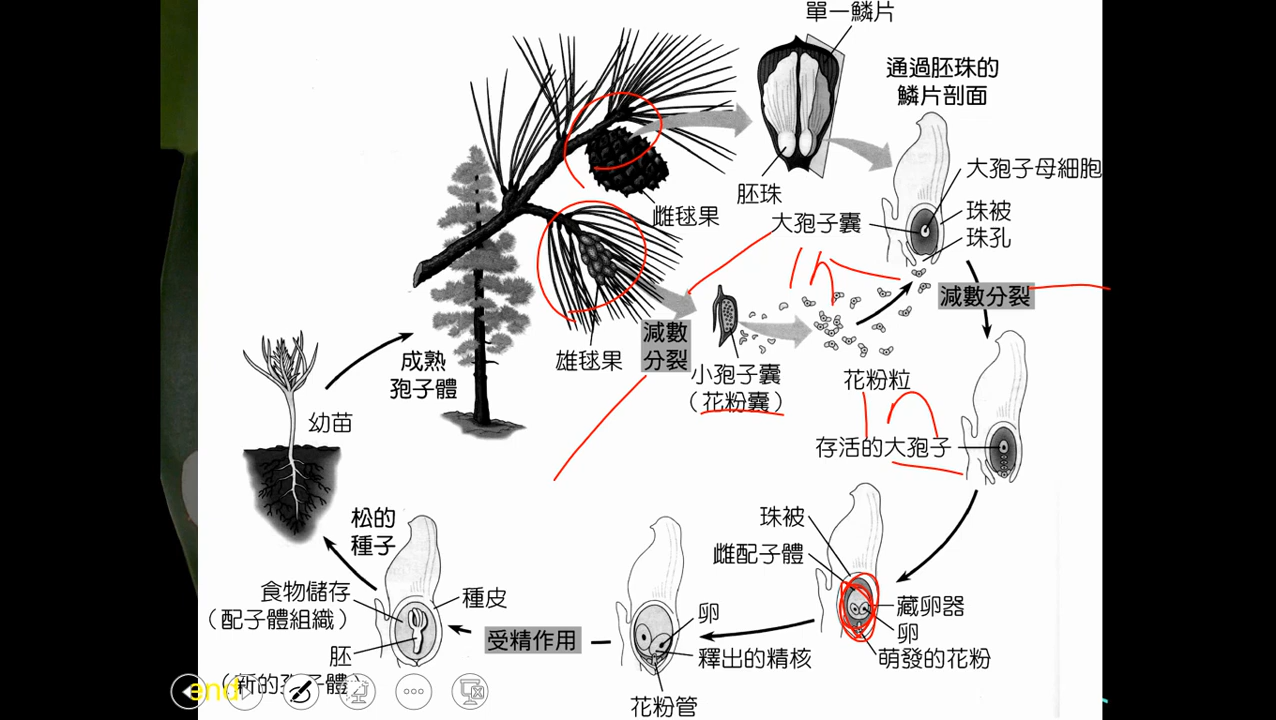 單一鱗片
通過胚珠的
鱗片剖面
大孢子母細胞
胚珠
雌毬果
大孢子囊
珠被
珠孔
減數分裂
減數
分裂
雄毬果
成熟
孢子體
小孢子囊
（花粉囊）
花粉粒
幼苗
存活的大孢子
松的
種子
珠被
雌配子體
食物儲存
（配子體組織）
種皮
藏卵器
卵
卵
受精作用
胚
釋出的精核
萌發的花粉
花粉管
end